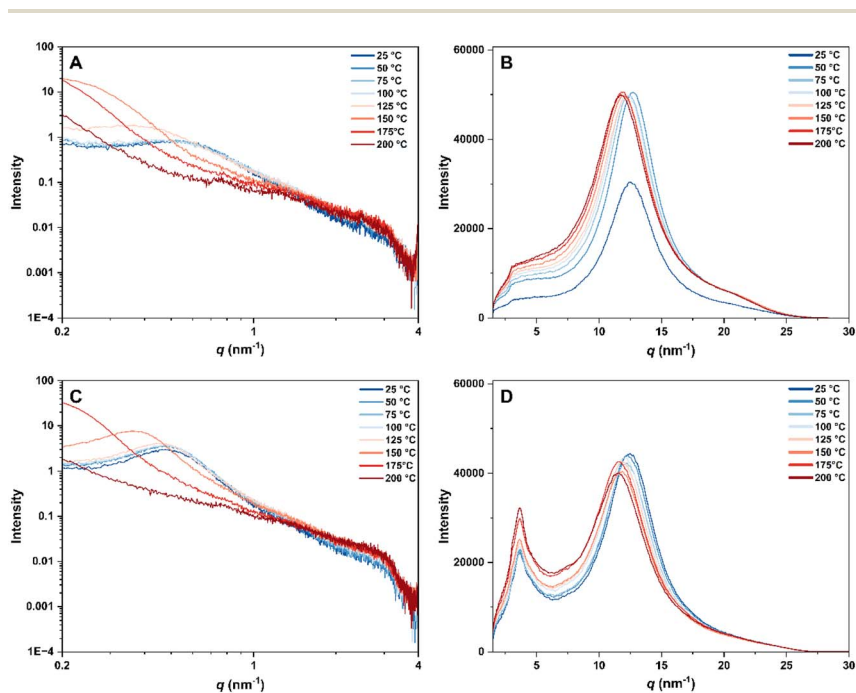 A
25 °C
50 °C
75 °C
100 °C
125 °C
150 °C
175°C
200 °C
Intensity
100
10
1
0.1
0.01
0.001
1E−4
0.2
1
4
q (nm⁻¹)
B
25 °C
50 °C
75 °C
100 °C
125 °C
150 °C
175°C
200 °C
Intensity
60000
40000
20000
0
5
10
15
20
25
30
q (nm⁻¹)
C
25 °C
50 °C
75 °C
100 °C
125 °C
150 °C
175°C
200 °C
Intensity
100
10
1
0.1
0.01
0.001
1E−4
0.2
1
4
q (nm⁻¹)
D
25 °C
50 °C
75 °C
100 °C
125 °C
150 °C
175°C
200 °C
Intensity
60000
40000
20000
0
5
10
15
20
25
30
q (nm⁻¹)